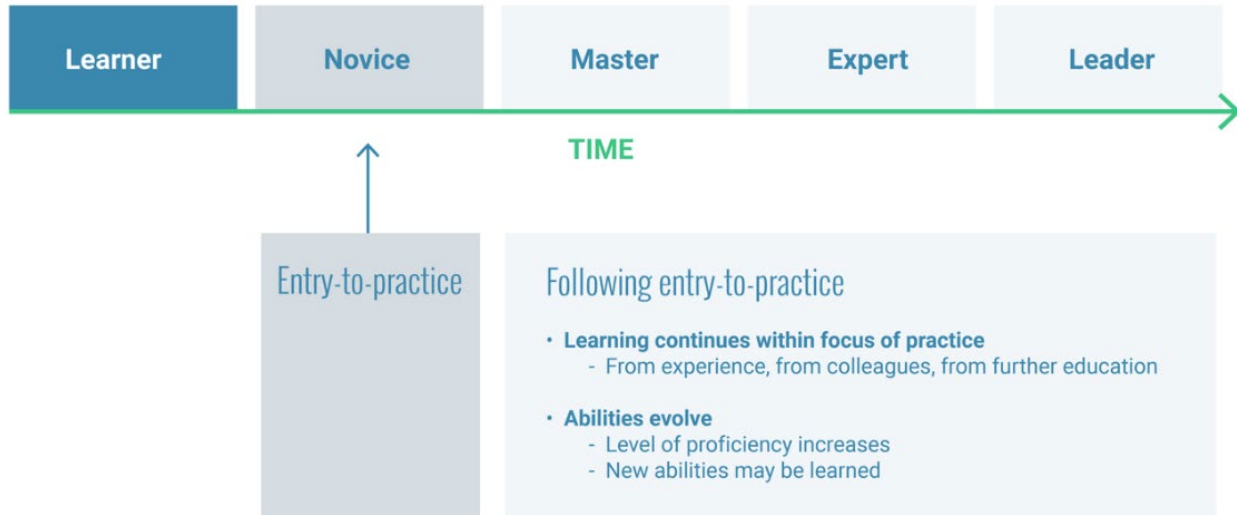 Learner
Novice
Master
Expert
Leader
TIME
Entry-to-practice
Following entry-to-practice
• Learning continues within focus of practice
- From experience, from colleagues, from further education
• Abilities evolve
- Level of proficiency increases
- New abilities may be learned